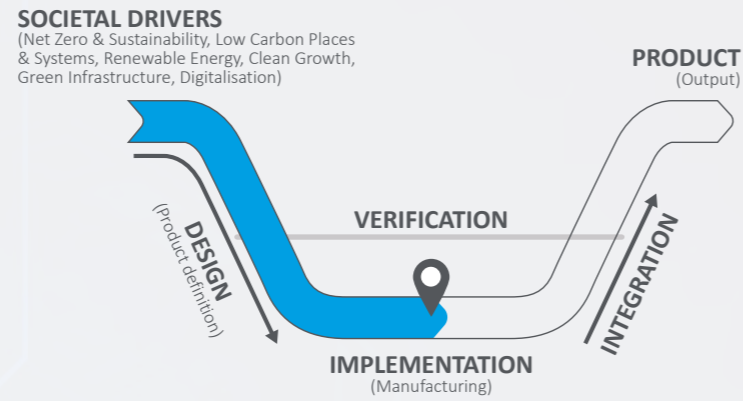 SOCIETAL DRIVERS
(Net Zero & Sustainability, Low Carbon Places
& Systems, Renewable Energy, Clean Growth,
Green Infrastructure, Digitalisation)
PRODUCT
(Output)
DESIGN
(Product definition)
VERIFICATION
INTEGRATION
IMPLEMENTATION
(Manufacturing)